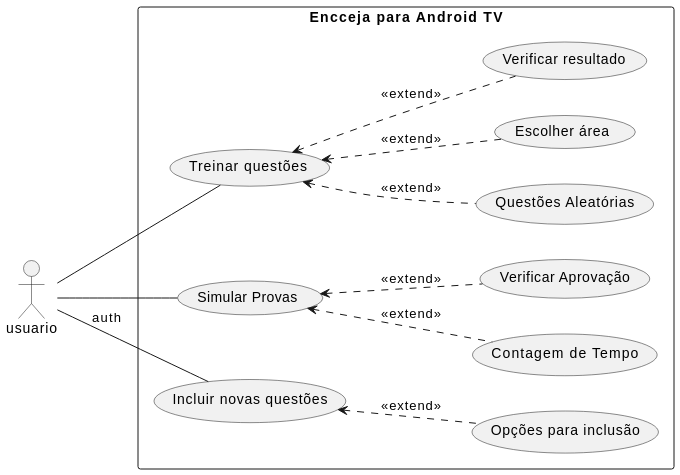 Encceja para Android TV
Verificar resultado
«extend»
Escolher área
«extend»
Treinar questões
«extend»
Questões Aleatórias
Verificar Aprovação
«extend»
Simular Provas
«extend»
auth
usuario
Contagem de Tempo
Incluir novas questões
«extend»
Opções para inclusão